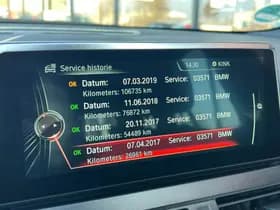 Service historie 14:30 KINK
OK Datum: 07.03.2019 Service: 03571 BMW
Kilometers: 106735 km
OK Datum: 11.06.2018 Service: 03571 BMW
Kilometers: 76872 km
OK Datum: 20.11.2017 Service: 03571 BMW
Kilometers: 54489 km
OK Datum: 07.04.2017 Service: 03571 BMW
Kilometers: 26861 km